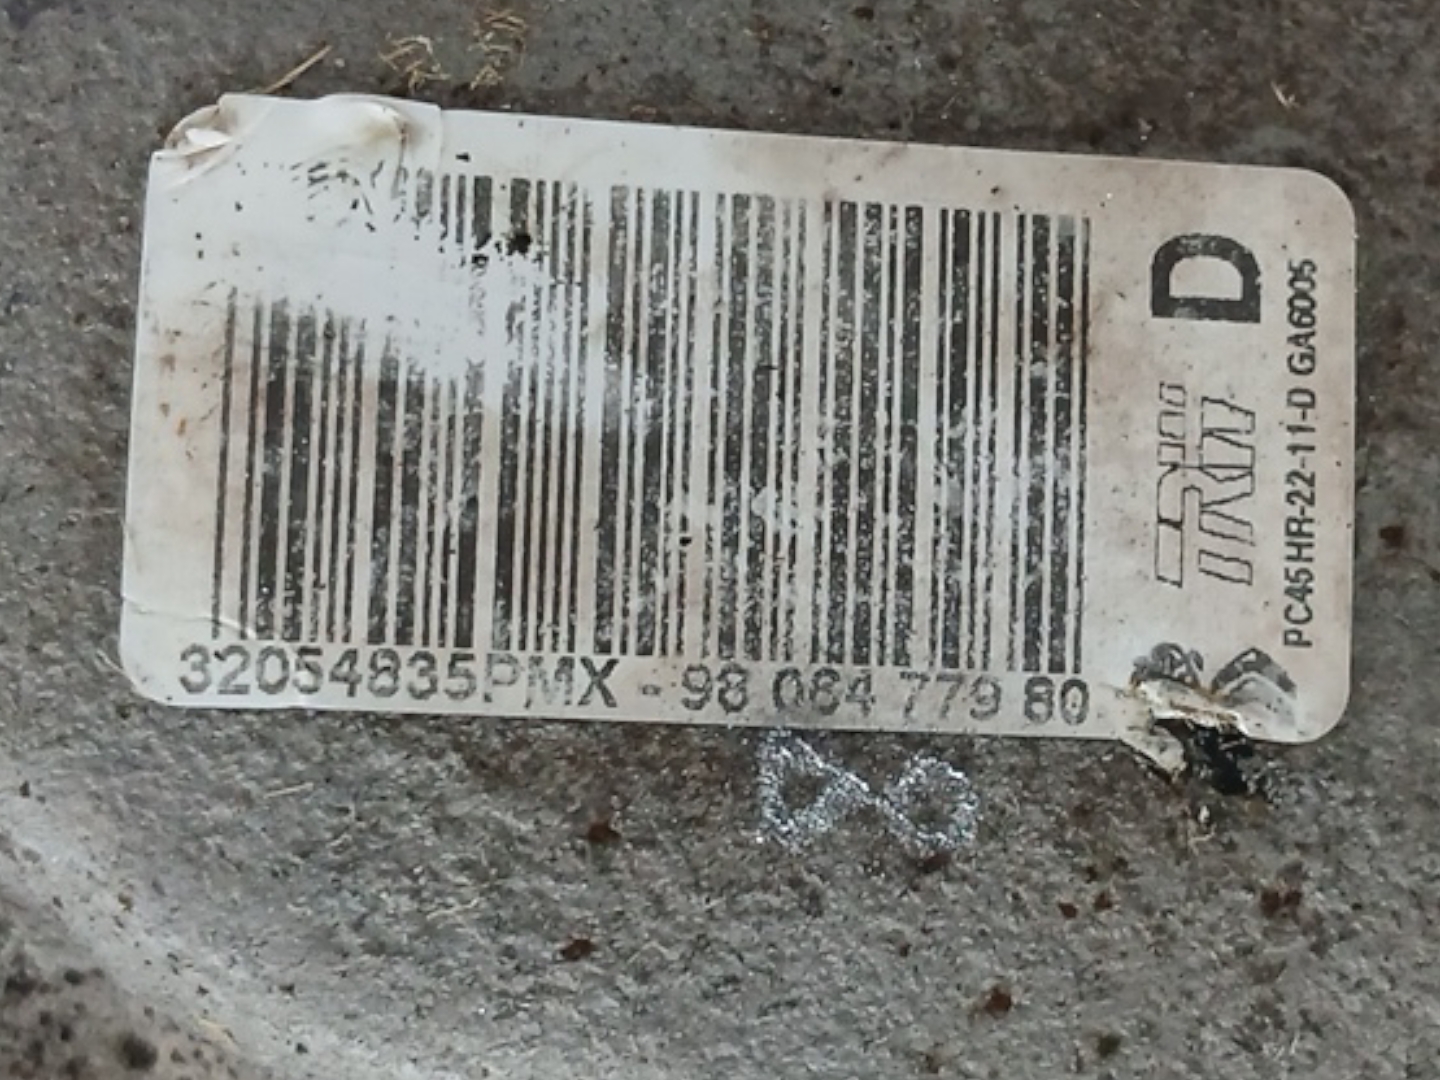 32054835PMX - 98 064 779 80
D
TRW
PC45HR-22-11-D GA6005